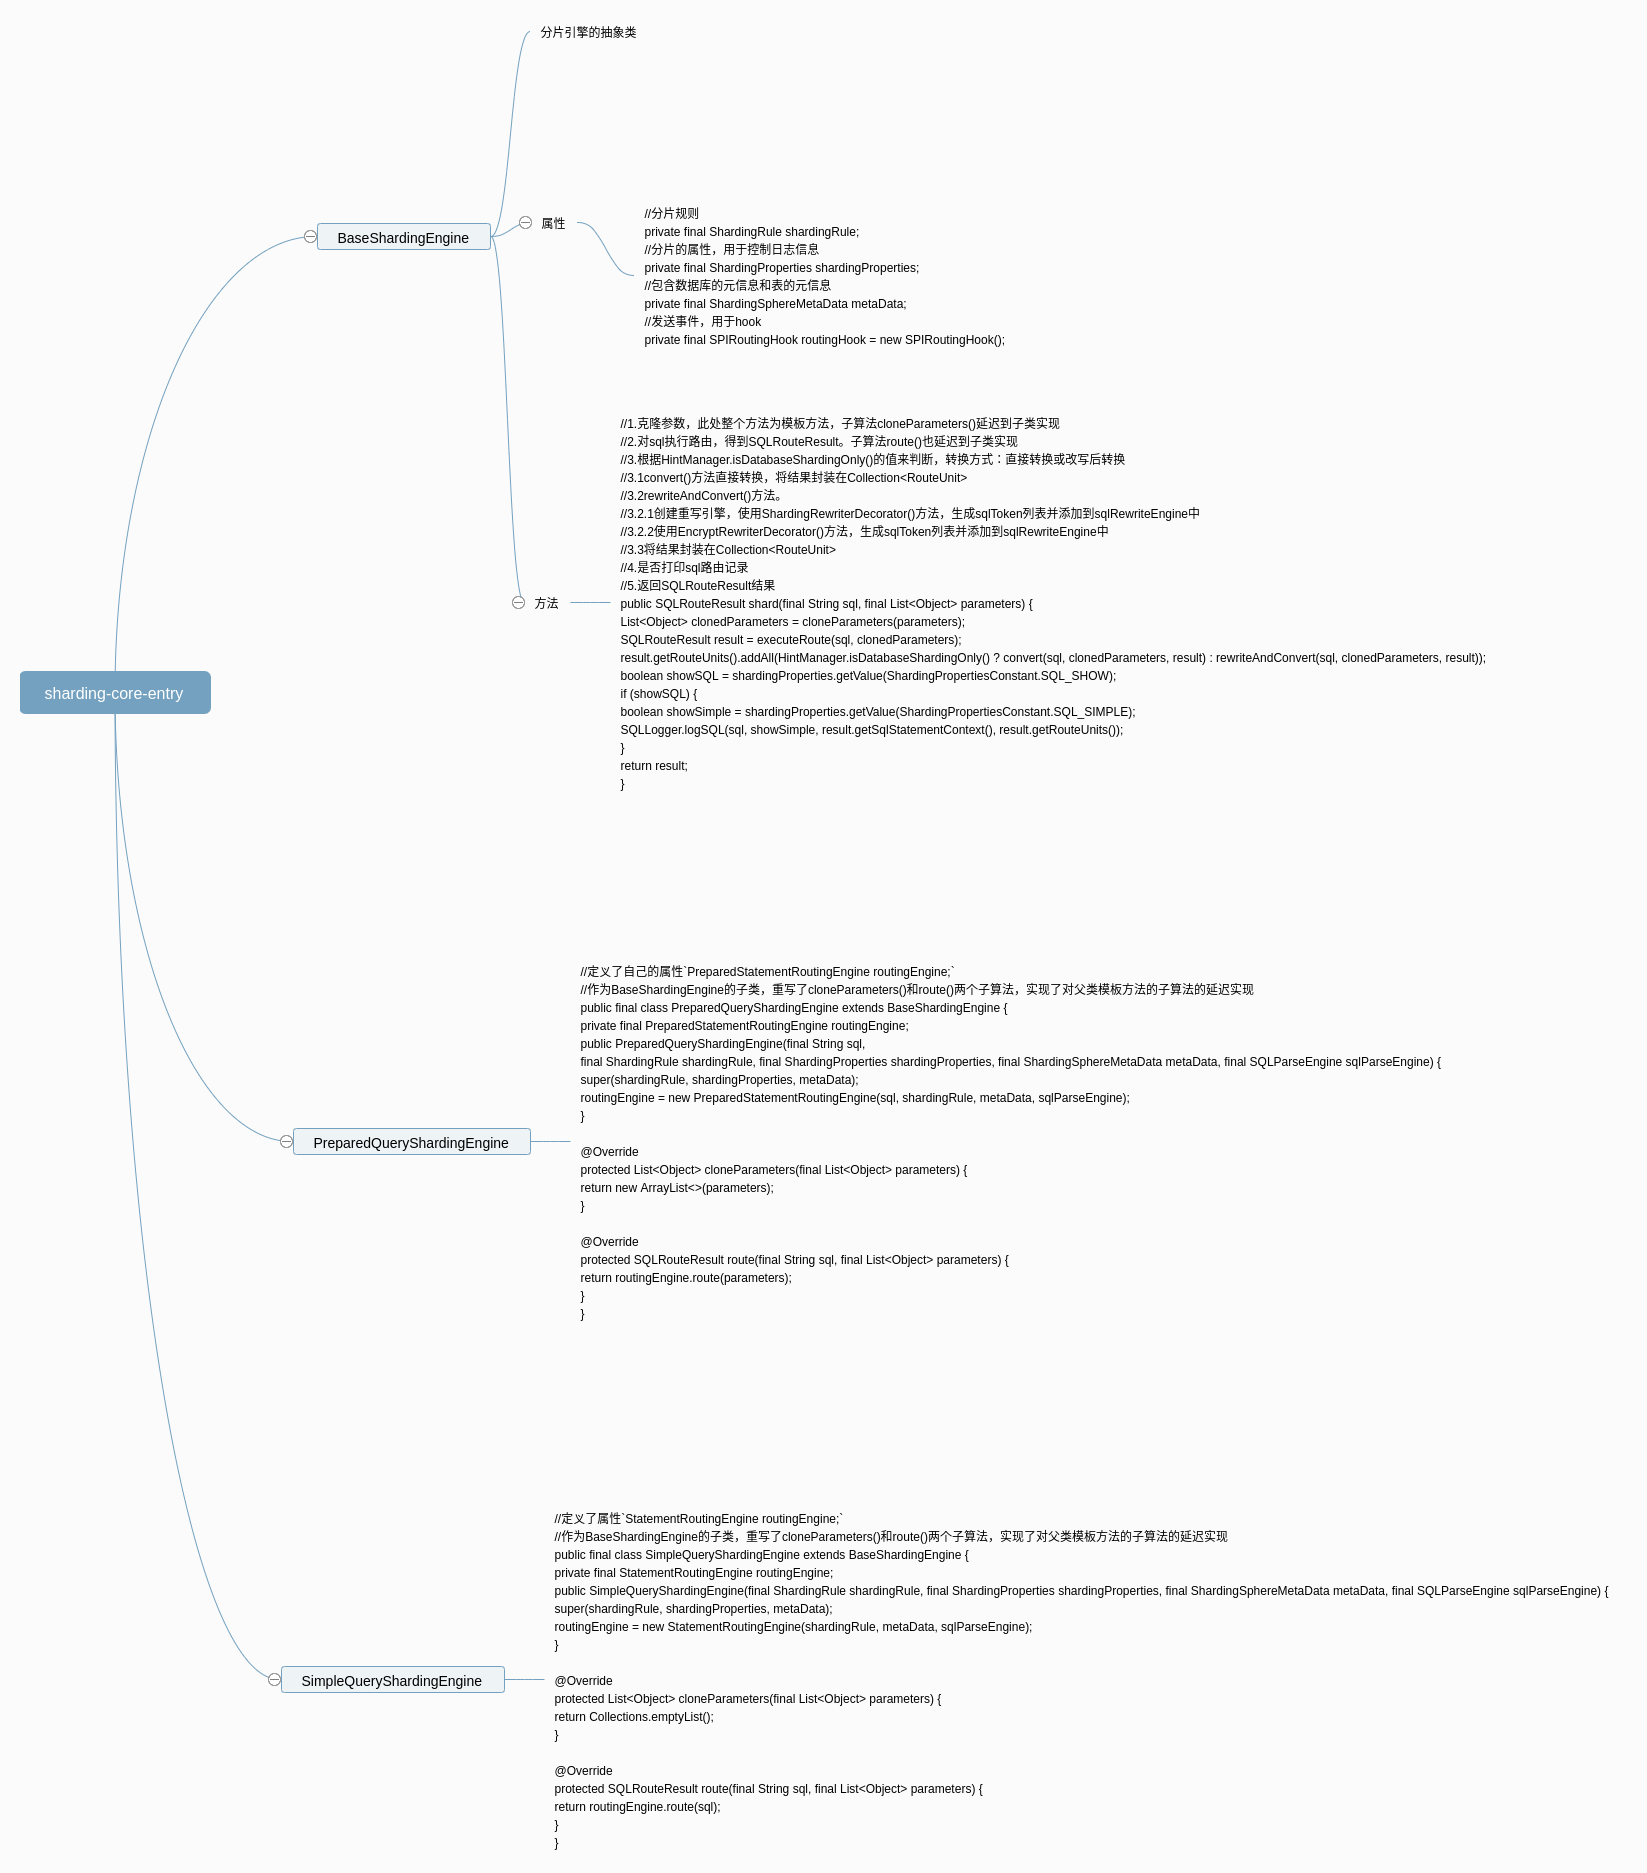 分片引擎的抽象类
BaseShardingEngine
属性
//分片规则
private final ShardingRule shardingRule;
//分片的属性，用于控制日志信息
private final ShardingProperties shardingProperties;
//包含数据库的元信息和表的元信息
private final ShardingSphereMetaData metaData;
//发送事件，用于hook
private final SPIRoutingHook routingHook = new SPIRoutingHook();
方法
//1.克隆参数，此处整个方法为模板方法，子算法cloneParameters()延迟到子类实现
//2.对sql执行路由，得到SQLRouteResult。子算法route()也延迟到子类实现
//3.根据HintManager.isDatabaseShardingOnly()的值来判断，转换方式：直接转换或改写后转换
//3.1convert()方法直接转换，将结果封装在Collection<RouteUnit>
//3.2rewriteAndConvert()方法。
//3.2.1创建重写引擎，使用ShardingRewriterDecorator()方法，生成sqlToken列表并添加到sqlRewriteEngine中
//3.2.2使用EncryptRewriterDecorator()方法，生成sqlToken列表并添加到sqlRewriteEngine中
//3.3将结果封装在Collection<RouteUnit>
//4.是否打印sql路由记录
//5.返回SQLRouteResult结果
public SQLRouteResult shard(final String sql, final List<Object> parameters) {
List<Object> clonedParameters = cloneParameters(parameters);
SQLRouteResult result = executeRoute(sql, clonedParameters);
result.getRouteUnits().addAll(HintManager.isDatabaseShardingOnly() ? convert(sql, clonedParameters, result) : rewriteAndConvert(sql, clonedParameters, result));
boolean showSQL = shardingProperties.getValue(ShardingPropertiesConstant.SQL_SHOW);
if (showSQL) {
boolean showSimple = shardingProperties.getValue(ShardingPropertiesConstant.SQL_SIMPLE);
SQLLogger.logSQL(sql, showSimple, result.getSqlStatementContext(), result.getRouteUnits());
}
return result;
}
sharding-core-entry
PreparedQueryShardingEngine
//定义了自己的属性`PreparedStatementRoutingEngine routingEngine;`
//作为BaseShardingEngine的子类，重写了cloneParameters()和route()两个子算法，实现了对父类模板方法的子算法的延迟实现
public final class PreparedQueryShardingEngine extends BaseShardingEngine {
private final PreparedStatementRoutingEngine routingEngine;
public PreparedQueryShardingEngine(final String sql,
final ShardingRule shardingRule, final ShardingProperties shardingProperties, final ShardingSphereMetaData metaData, final SQLParseEngine sqlParseEngine) {
super(shardingRule, shardingProperties, metaData);
routingEngine = new PreparedStatementRoutingEngine(sql, shardingRule, metaData, sqlParseEngine);
}
@Override
protected List<Object> cloneParameters(final List<Object> parameters) {
return new ArrayList<>(parameters);
}
@Override
protected SQLRouteResult route(final String sql, final List<Object> parameters) {
return routingEngine.route(parameters);
}
}
SimpleQueryShardingEngine
//定义了属性`StatementRoutingEngine routingEngine;`
//作为BaseShardingEngine的子类，重写了cloneParameters()和route()两个子算法，实现了对父类模板方法的子算法的延迟实现
public final class SimpleQueryShardingEngine extends BaseShardingEngine {
private final StatementRoutingEngine routingEngine;
public SimpleQueryShardingEngine(final ShardingRule shardingRule, final ShardingProperties shardingProperties, final ShardingSphereMetaData metaData, final SQLParseEngine sqlParseEngine) {
super(shardingRule, shardingProperties, metaData);
routingEngine = new StatementRoutingEngine(shardingRule, metaData, sqlParseEngine);
}
@Override
protected List<Object> cloneParameters(final List<Object> parameters) {
return Collections.emptyList();
}
@Override
protected SQLRouteResult route(final String sql, final List<Object> parameters) {
return routingEngine.route(sql);
}
}